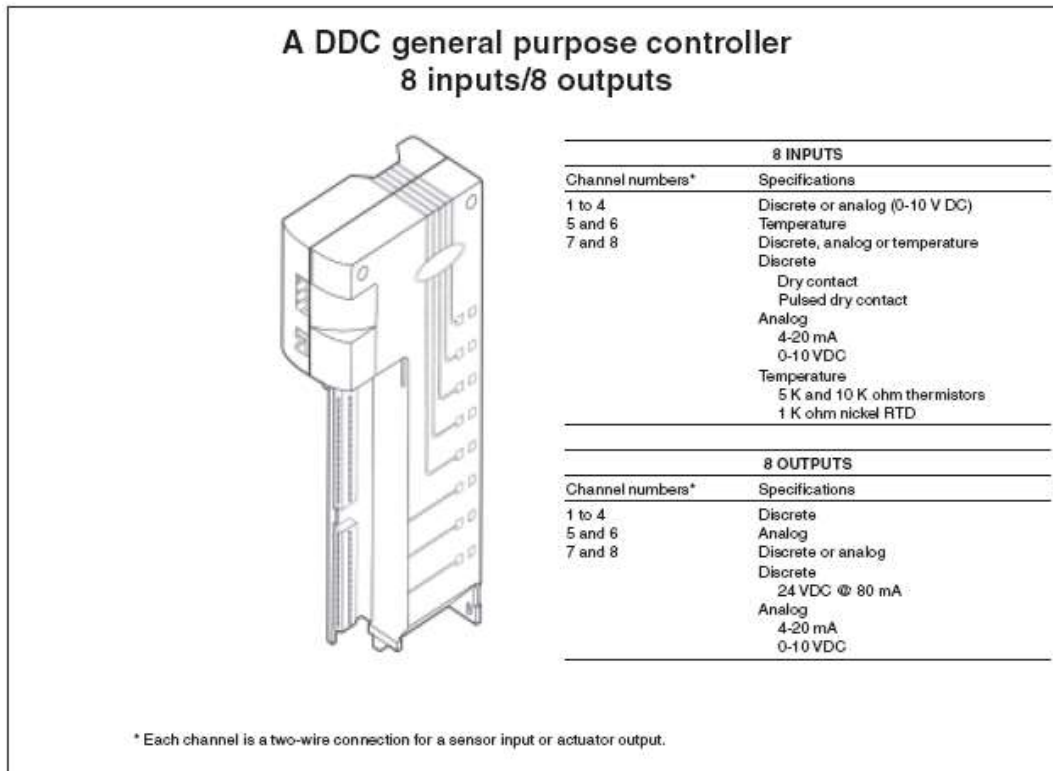 A DDC general purpose controller
8 inputs/8 outputs
8 INPUTS
Channel numbers* Specifications
1 to 4 Discrete or analog (0-10 V DC)
5 and 6 Temperature
7 and 8 Discrete, analog or temperature
Discrete
Dry contact
Pulsed dry contact
Analog
4-20 mA
0-10 VDC
Temperature
5 K and 10 K ohm thermistors
1 K ohm nickel RTD
8 OUTPUTS
Channel numbers* Specifications
1 to 4 Discrete
5 and 6 Analog
7 and 8 Discrete or analog
Discrete
24 VDC @ 80 mA
Analog
4-20 mA
0-10 VDC
* Each channel is a two-wire connection for a sensor input or actuator output.